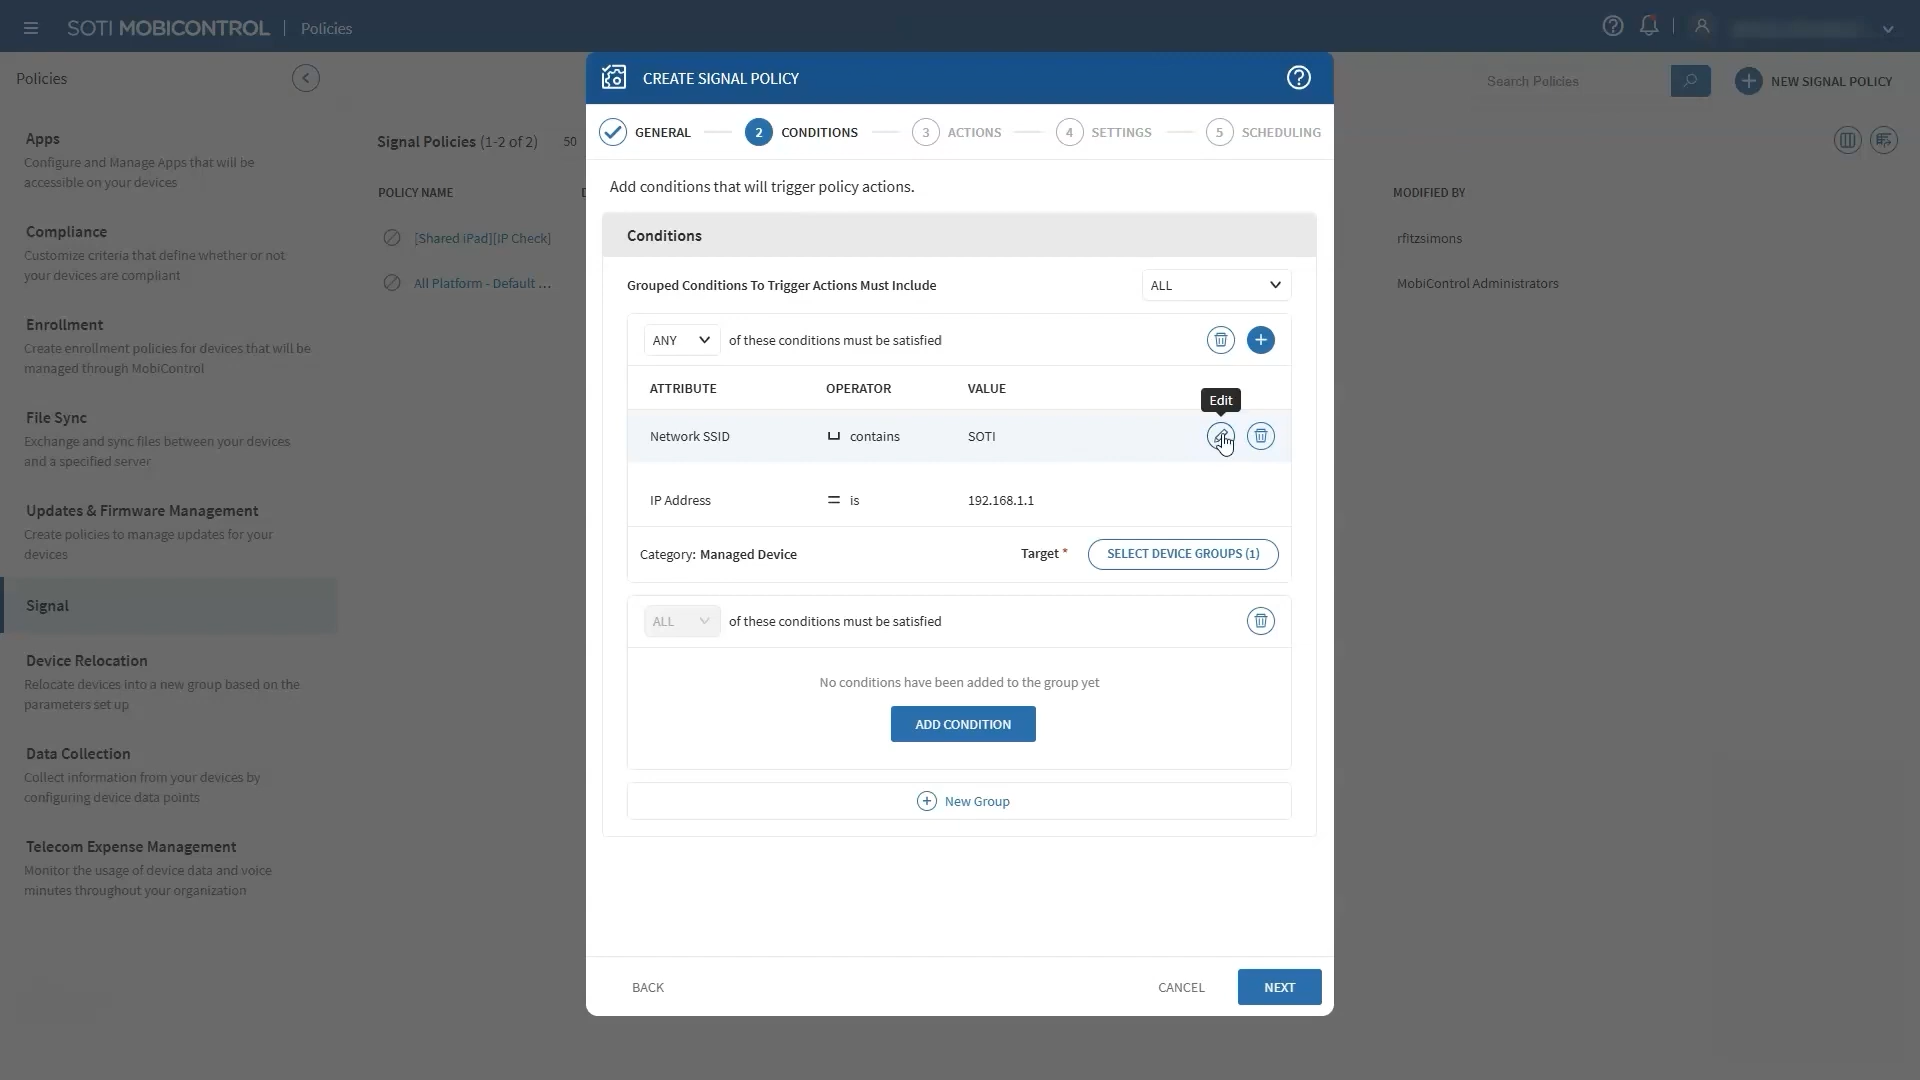 SOTI MOBICONTROL | Policies
Policies
Apps
Configure and Manage Apps that will be
accessible on your devices
Compliance
Customize criteria that define whether or not
your devices are compliant
Enrollment
Create enrollment policies for devices that will be
managed through MobiControl
File Sync
Exchange and sync files between your devices
and a specified server
Updates & Firmware Management
Create policies to manage updates for your
devices
Signal
Device Relocation
Relocate devices into a new group based on the
parameters set up
Data Collection
Collect information from your devices by
configuring device data points
Telecom Expense Management
Monitor the usage of device data and voice
minutes throughout your organization
Signal Policies (1-2 of 2) 50
POLICY NAME
[Shared iPad][IP Check]
All Platform - Default ...
CREATE SIGNAL POLICY
GENERAL 2 CONDITIONS 3 ACTIONS 4 SETTINGS 5 SCHEDULING
Add conditions that will trigger policy actions.
Conditions
Grouped Conditions To Trigger Actions Must Include ALL
ANY of these conditions must be satisfied
ATTRIBUTE OPERATOR VALUE
Edit
Network SSID contains SOTI
IP Address = is 192.168.1.1
Category: Managed Device Target * SELECT DEVICE GROUPS (1)
ALL of these conditions must be satisfied
No conditions have been added to the group yet
ADD CONDITION
New Group
BACK CANCEL NEXT
Search Policies NEW SIGNAL POLICY
MODIFIED BY
rfitzsimons
MobiControl Administrators